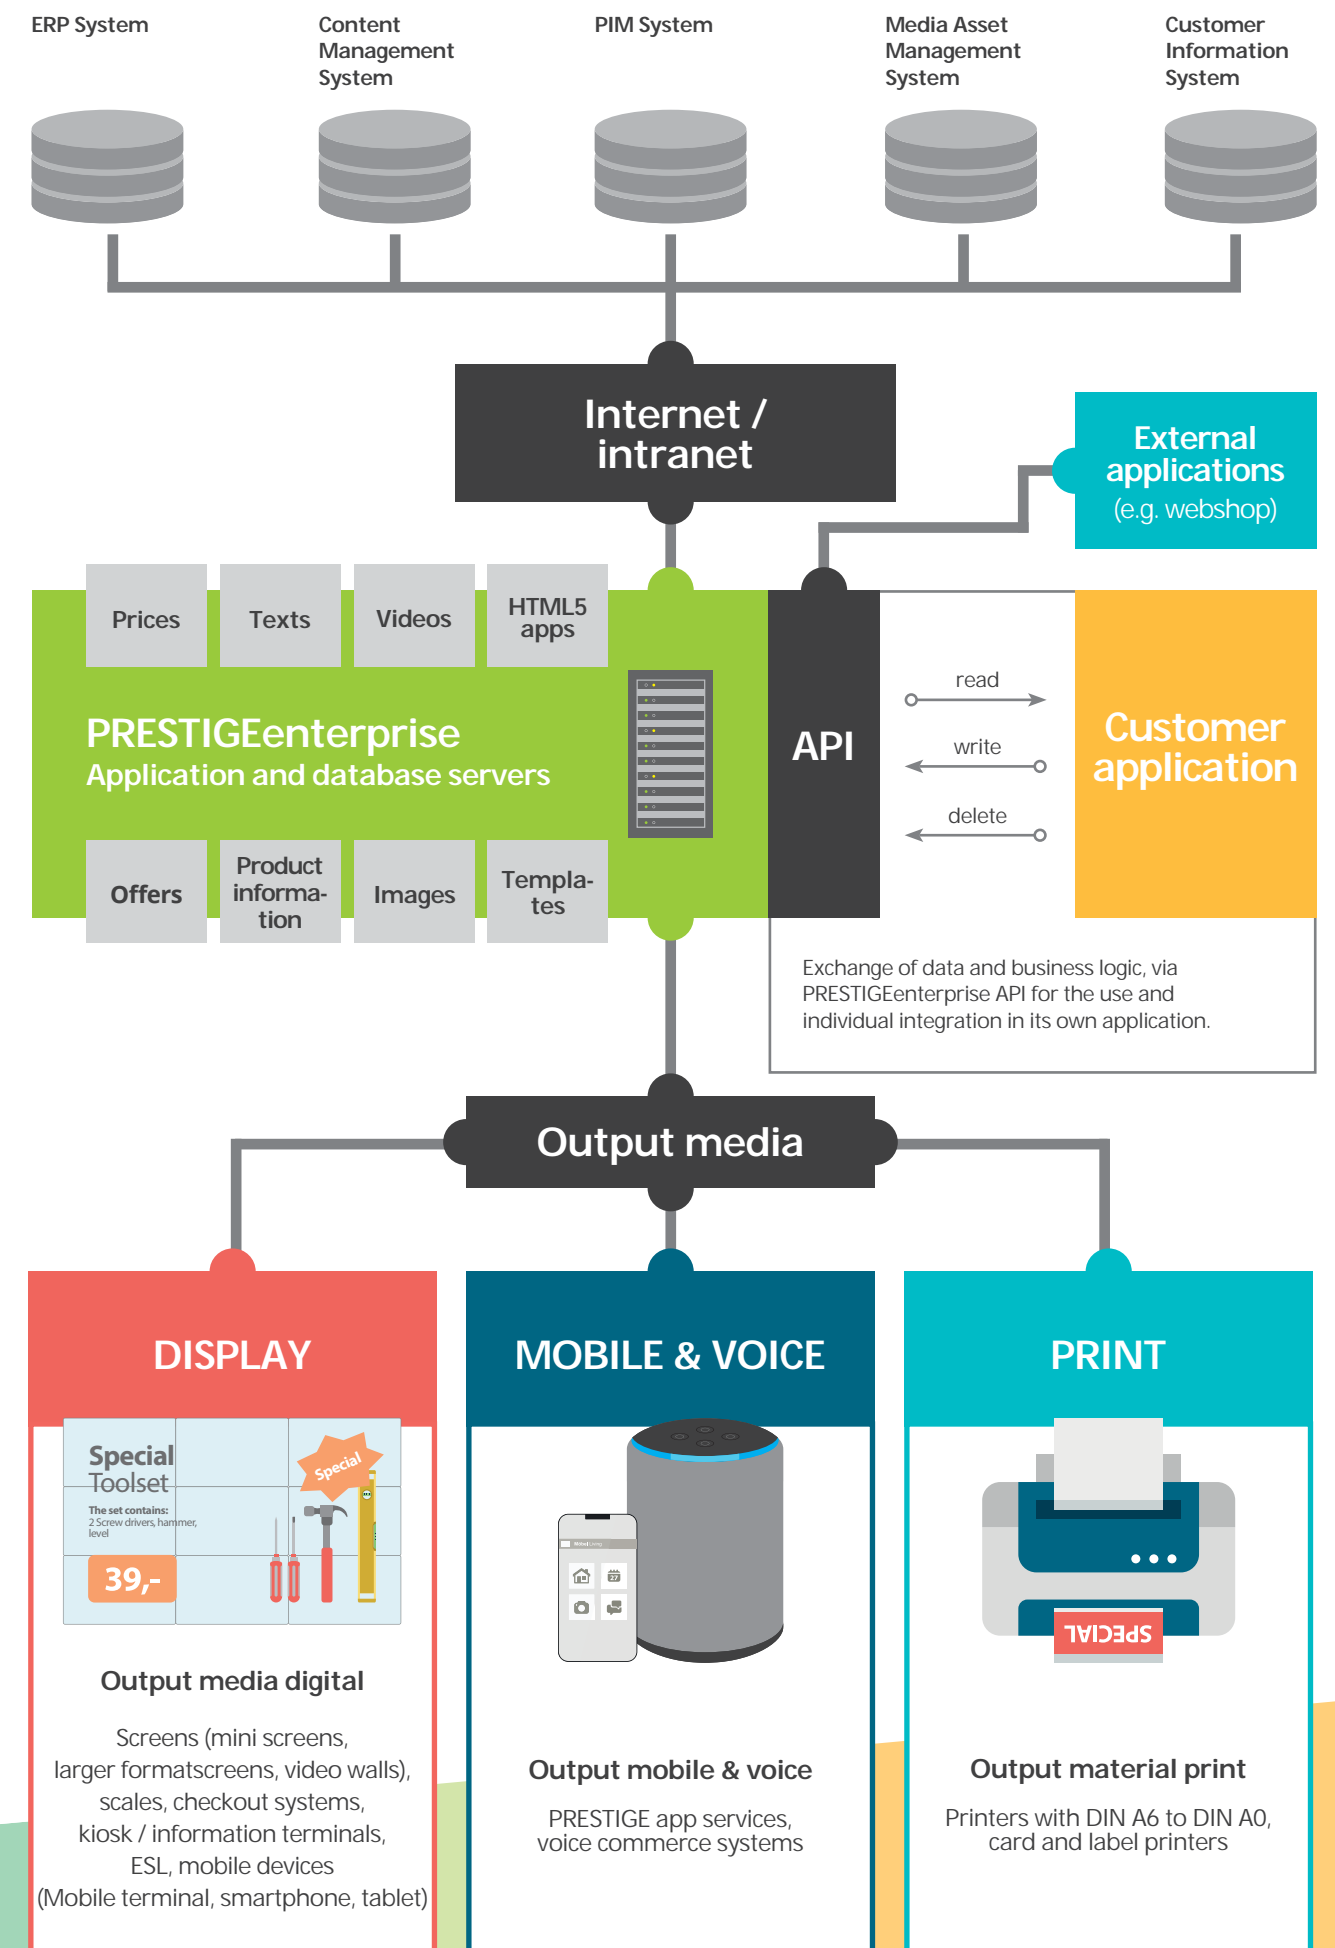 ERP System
Content
Management
System
PIM System
Media Asset
Management
System
Customer
Information
System
Internet /
intranet
External
applications
(e.g. webshop)
Prices
Texts
Videos
HTML5
apps
PRESTIGEenterprise
Application and database servers
Offers
Product
informa-
tion
Images
Templa-
tes
API
read
write
delete
Customer
application
Exchange of data and business logic, via
PRESTIGEenterprise API for the use and
individual integration in its own application.
Output media
DISPLAY
Special
Toolset
The set contains:
2 Screw drivers, hammer,
level
39,-
Special
Output media digital
Screens (mini screens,
larger formatscreens, video walls),
scales, checkout systems,
kiosk / information terminals,
ESL, mobile devices
(Mobile terminal, smartphone, tablet)
MOBILE & VOICE
27
Output mobile & voice
PRESTIGE app services,
voice commerce systems
PRINT
SPECIAL
Output material print
Printers with DIN A6 to DIN A0,
card and label printers